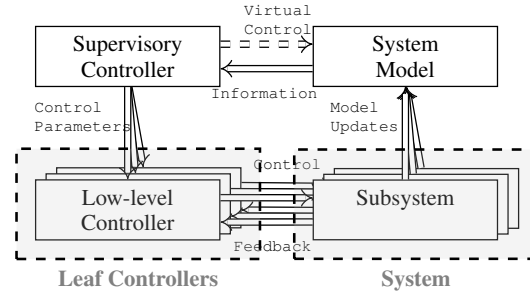 Virtual
Control
Supervisory
Controller
System
Model
Information
Control
Parameters
Model
Updates
Control
Low-level
Controller
Subsystem
Feedback
Leaf Controllers
System